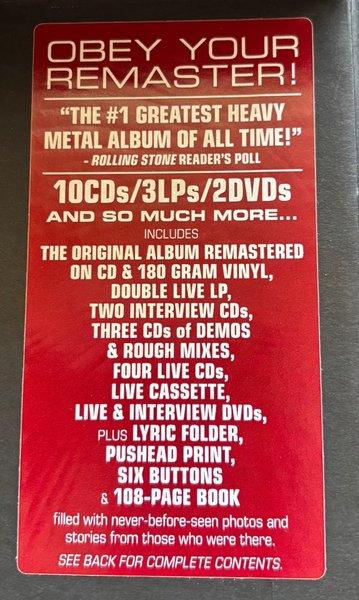 OBEY YOUR
REMASTER!
“THE #1 GREATEST HEAVY
METAL ALBUM OF ALL TIME!”
- ROLLING STONE READER'S POLL
10CDs/3LPs/2DVDs
AND SO MUCH MORE...
INCLUDES
THE ORIGINAL ALBUM REMASTERED
ON CD & 180 GRAM VINYL,
DOUBLE LIVE LP,
TWO INTERVIEW CDs,
THREE CDs of DEMOS
& ROUGH MIXES,
FOUR LIVE CDs,
LIVE CASSETTE,
LIVE & INTERVIEW DVDs,
PLUS LYRIC FOLDER,
PUSHEAD PRINT,
SIX BUTTONS
& 108-PAGE BOOK
filled with never-before-seen photos and
stories from those who were there.
SEE BACK FOR COMPLETE CONTENTS.